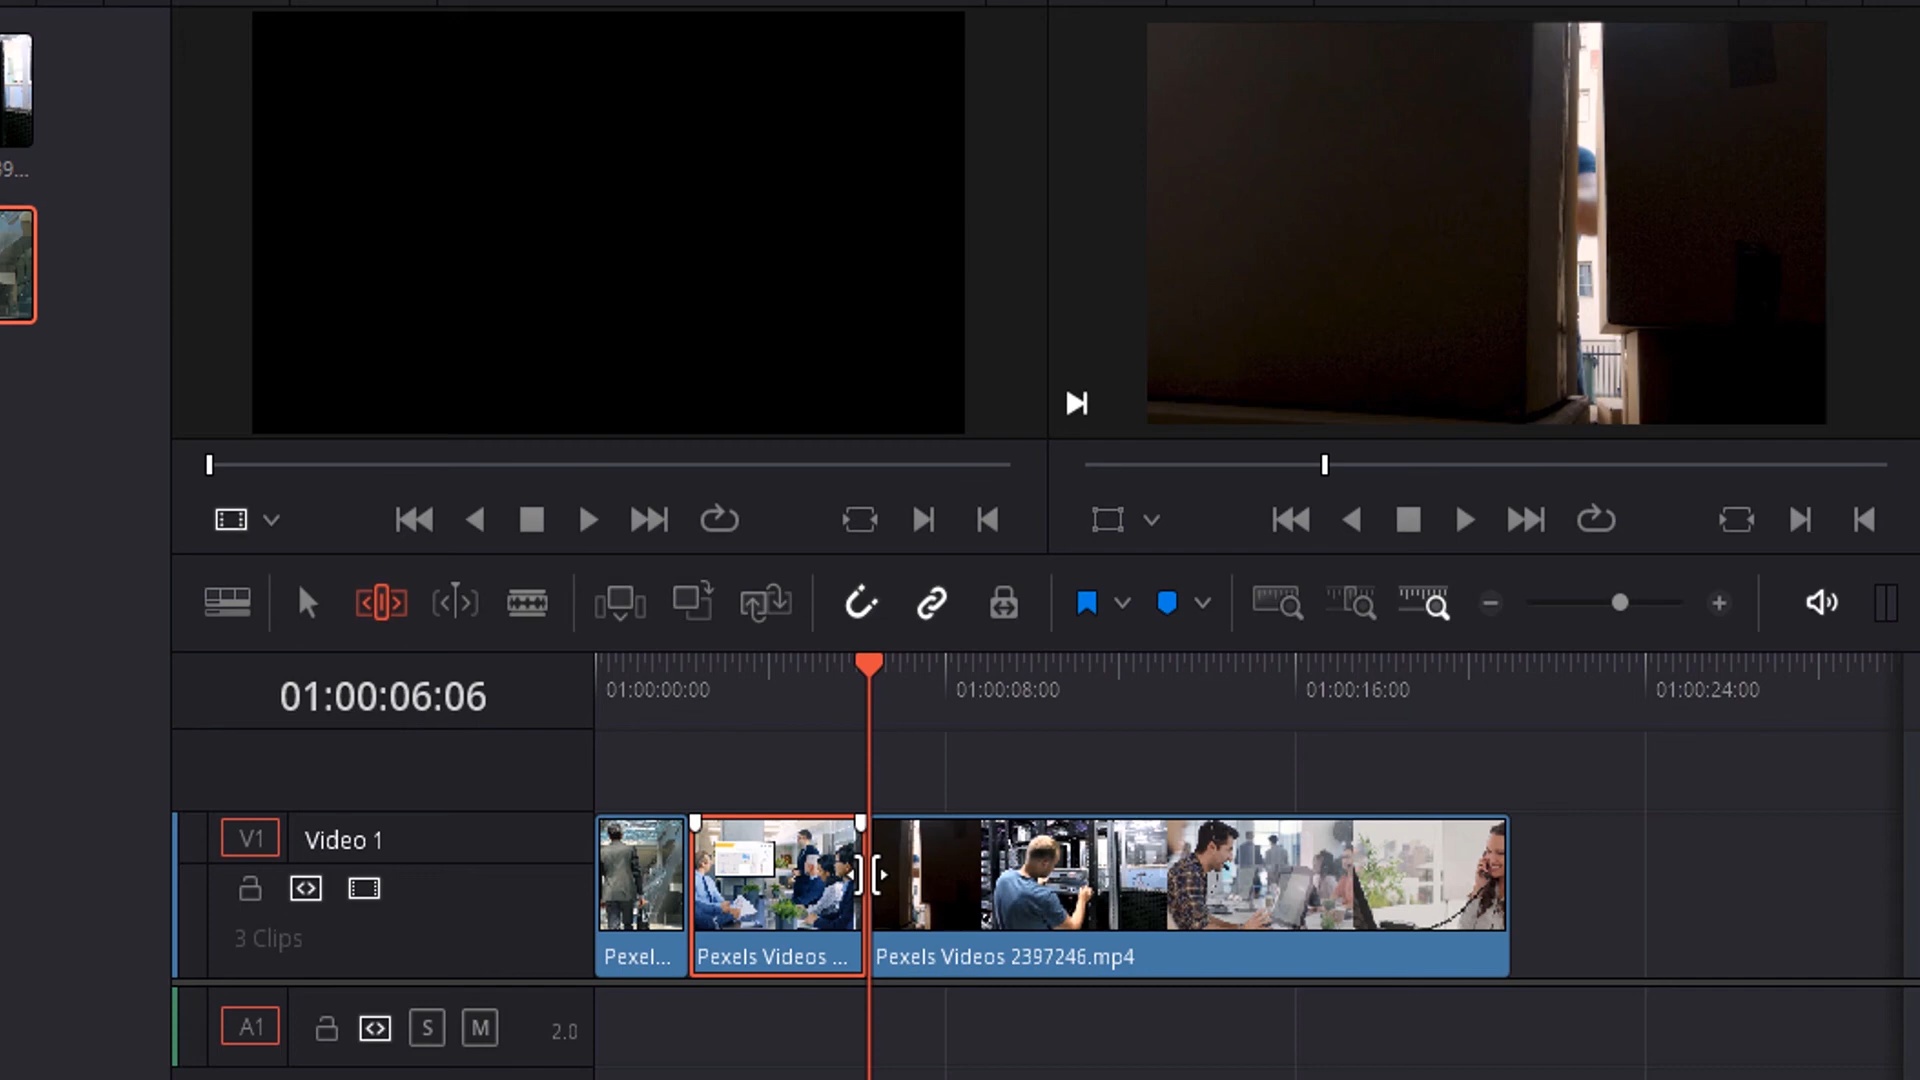 9...
01:00:06:06
01:00:00:00
01:00:08:00
01:00:16:00
01:00:24:00
V1
Video 1
3 Clips
Pexel...
Pexels Videos ...
Pexels Videos 2397246.mp4
A1
S
M
2.0